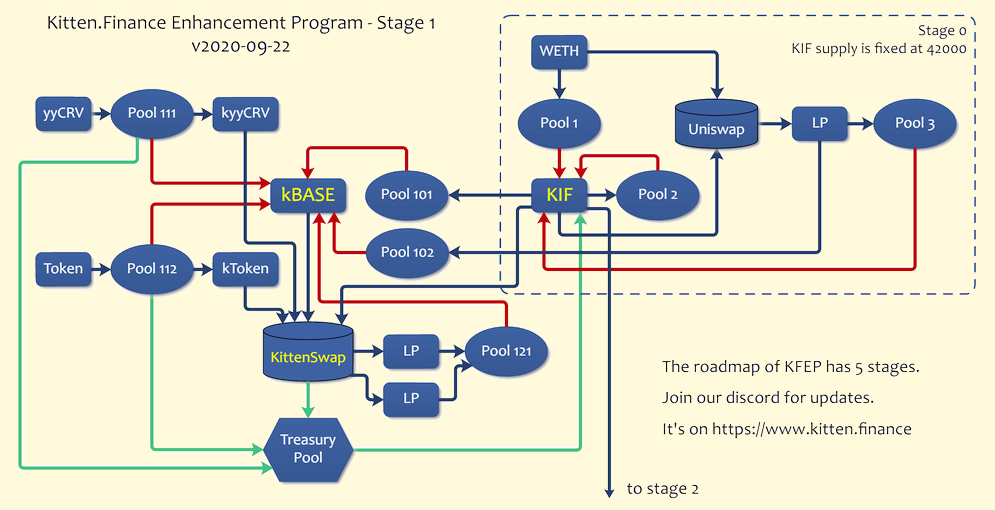 Kitten.Finance Enhancement Program - Stage 1
v2020-09-22
Stage 0
KIF supply is fixed at 42000
WETH
yyCRV
Pool 111
kyyCRV
Pool 1
Uniswap
LP
Pool 3
kBASE
Pool 101
KIF
Pool 2
Pool 102
Token
Pool 112
kToken
KittenSwap
LP
Pool 121
LP
Treasury
Pool
The roadmap of KFEP has 5 stages.
Join our discord for updates.
It's on https://www.kitten.finance
to stage 2